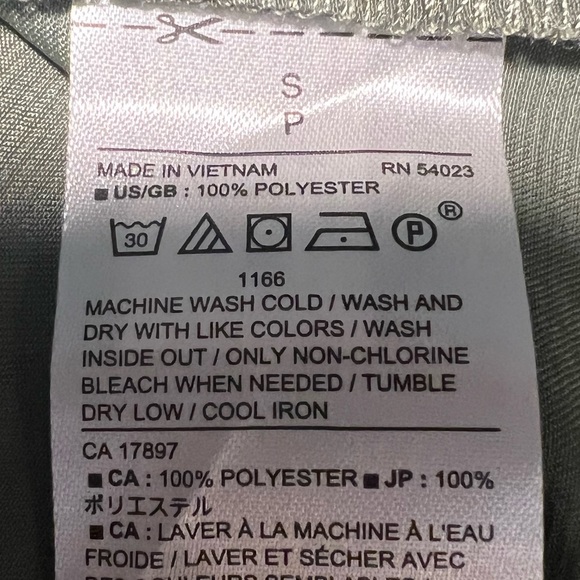 S
P
MADE IN VIETNAM RN 54023
■ US/GB : 100% POLYESTER
30 P ®
1166
MACHINE WASH COLD / WASH AND
DRY WITH LIKE COLORS / WASH
INSIDE OUT / ONLY NON-CHLORINE
BLEACH WHEN NEEDED / TUMBLE
DRY LOW / COOL IRON
CA 17897
■ CA : 100% POLYESTER ■ JP : 100%
ポリエステル
■ CA : LAVER À LA MACHINE À L'EAU
FROIDE / LAVER ET SÉCHER AVEC